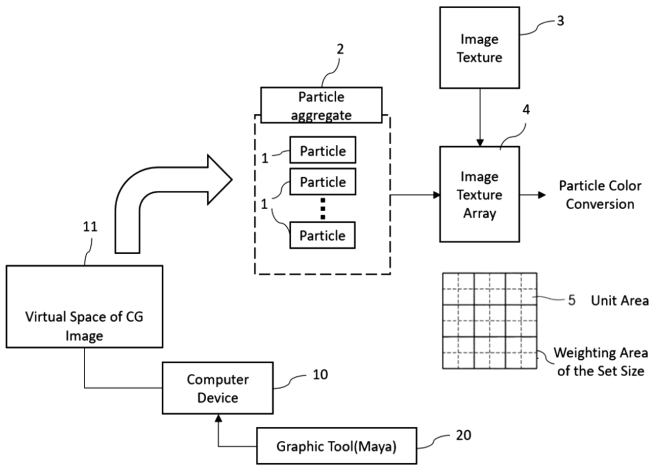 3
Image
Texture
2
Particle
aggregate
4
1
Particle
1
Particle
1
Particle
Image
Texture
Array
Particle Color
Conversion
11
Virtual Space of CG
Image
5
Unit Area
Weighting Area
of the Set Size
Computer
Device
10
Graphic Tool(Maya)
20